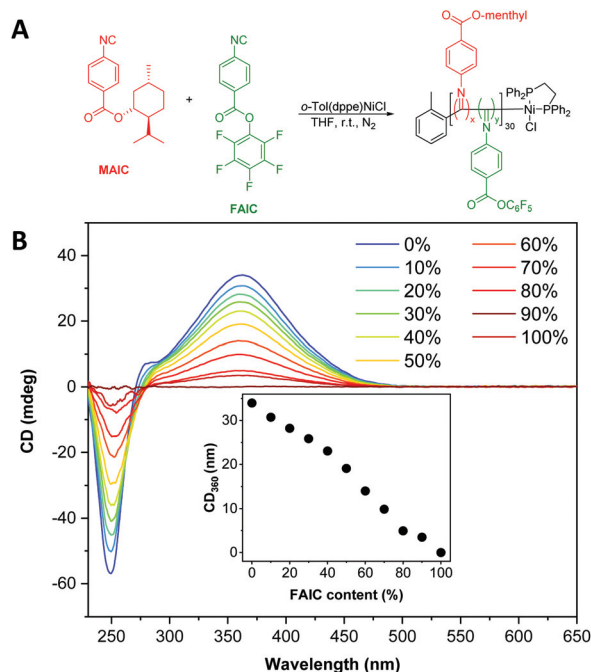 A
NC
O
O
MAIC
+
NC
O
O
F
F
F
F
F
FAIC
o-Tol(dppe)NiCl
THF, r.t., N2
O
O-menthyl
N
x
y
30
N
Ph2P
Ni
PPh2
Cl
O
OC6F5
B
CD (mdeg)
40
20
0
-20
-40
-60
0%
10%
20%
30%
40%
50%
60%
70%
80%
90%
100%
CD360 (nm)
30
15
0
0 20 40 60 80 100
FAIC content (%)
250 300 350 400 450 500 550 600 650
Wavelength (nm)